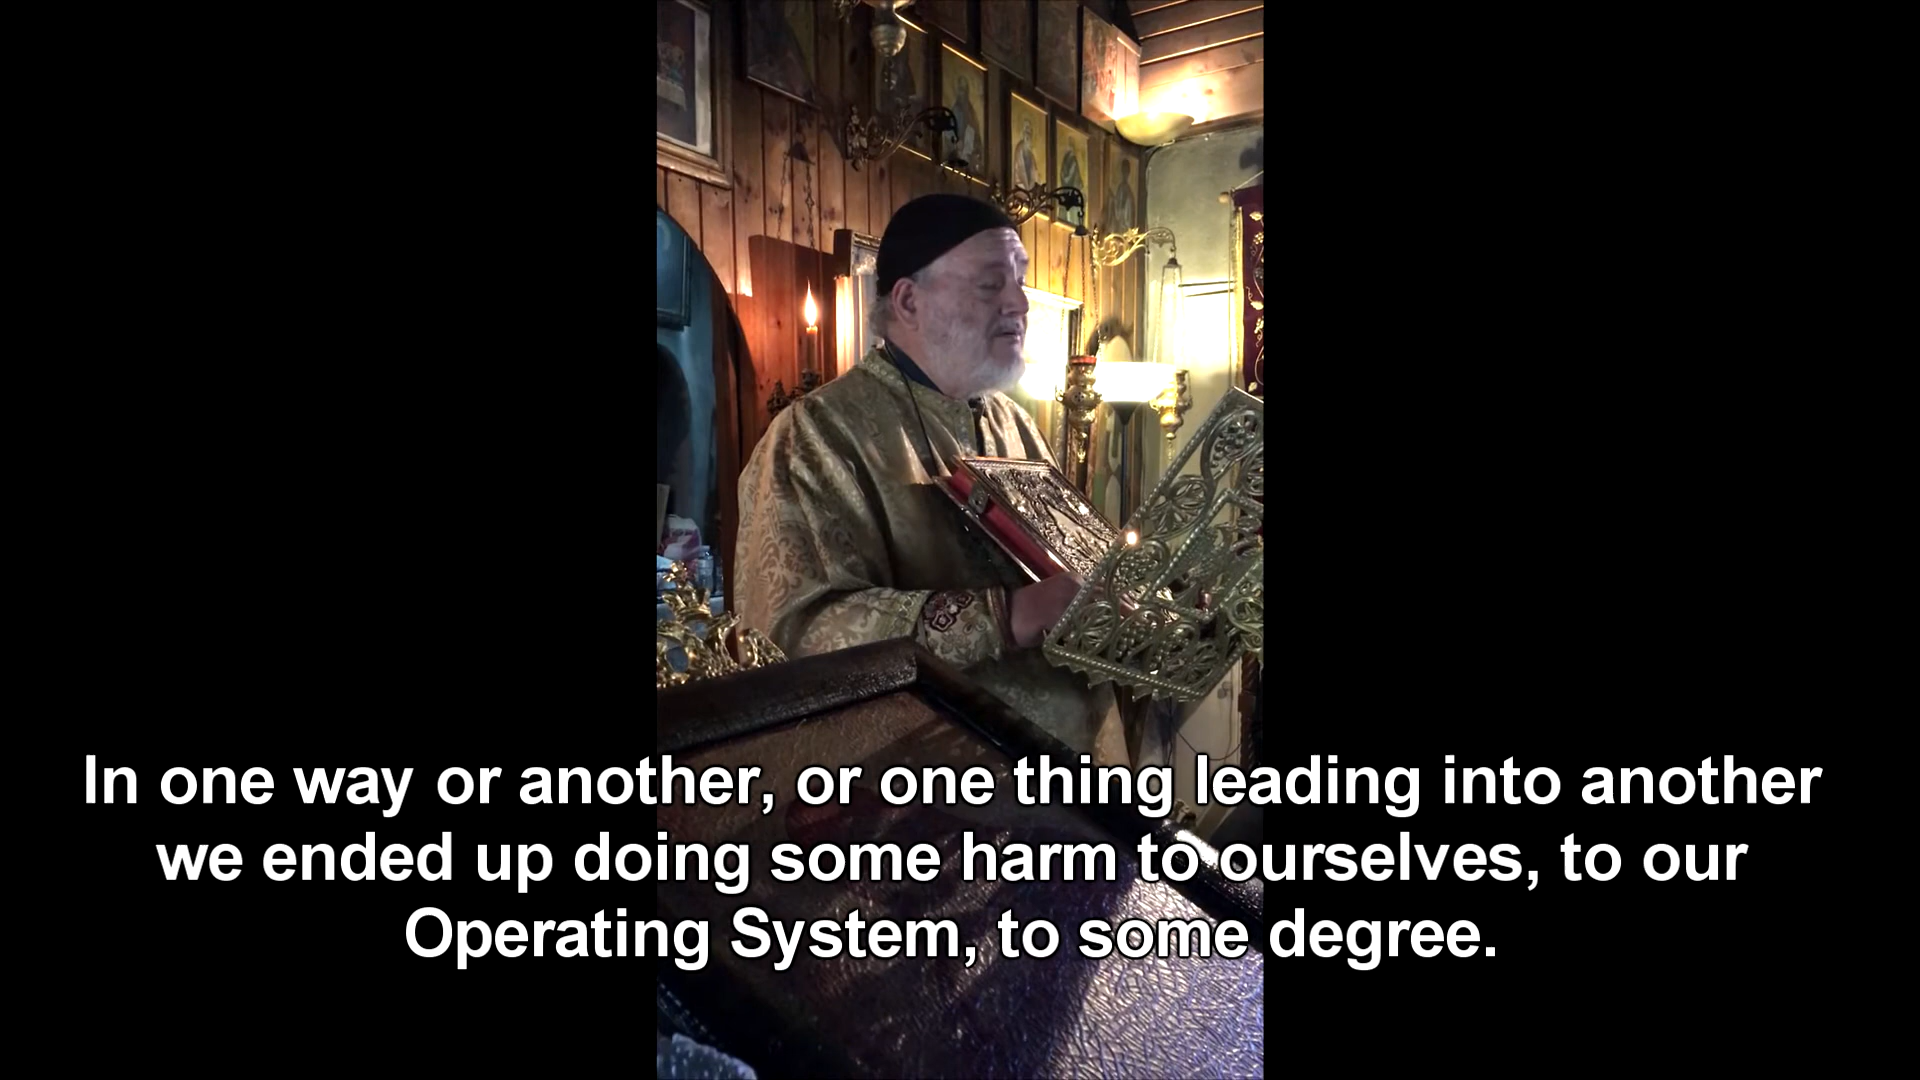 In one way or another, or one thing leading into another
we ended up doing some harm to ourselves, to our
Operating System, to some degree.